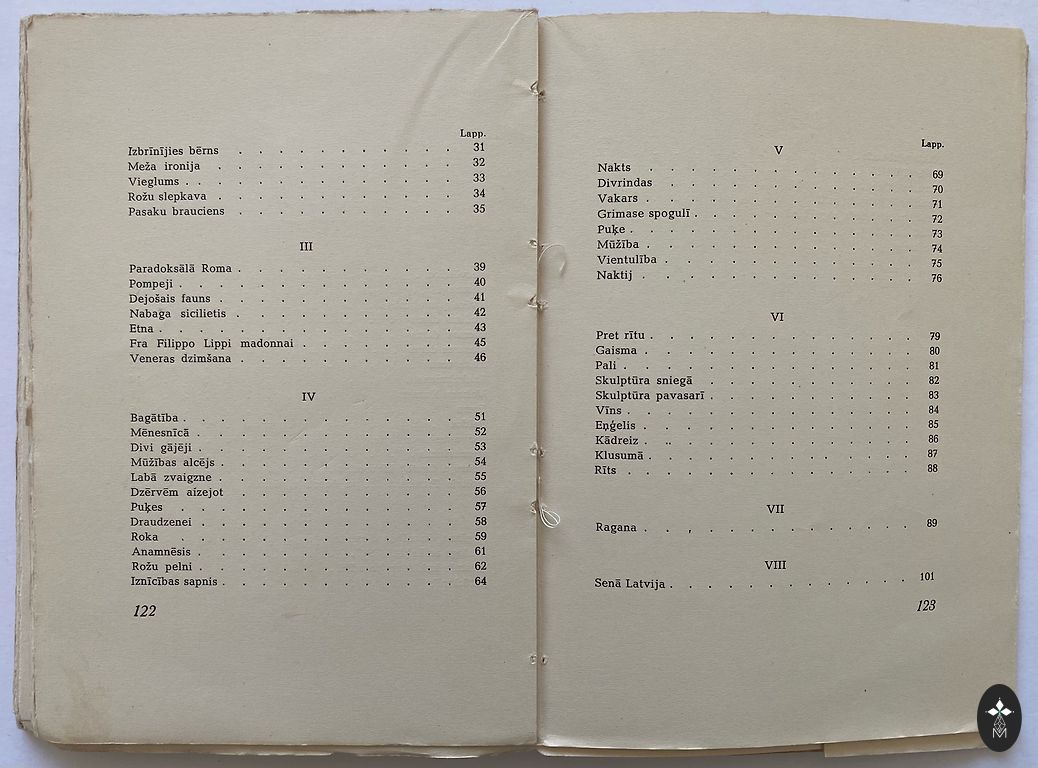 Lapp.
Izbrīnījies bērns . . . . . . . . . . . 31
Meža ironija . . . . . . . . . . . . 32
Vieglums . . . . . . . . . . . . . 33
Rožu slepkava . . . . . . . . . . . . 34
Pasaku brauciens . . . . . . . . . . . 35
III
Paradoksālā Roma . . . . . . . . . . . 39
Pompeji . . . . . . . . . . . . . 40
Dejošais fauns . . . . . . . . . . . . 41
Nabaga sicilietis . . . . . . . . . . . 42
Etna . . . . . . . . . . . . . . 43
Fra Filippo Lippi madonnai . . . . . . . . 45
Veneras dzimšana . . . . . . . . . . . 46
IV
Bagātība . . . . . . . . . . . . . 51
Mēnesnīcā . . . . . . . . . . . . . 52
Divi gājēji . . . . . . . . . . . . . 53
Mūžības alcējs . . . . . . . . . . . . 54
Labā zvaigzne . . . . . . . . . . . . 55
Dzērvēm aizejot . . . . . . . . . . . 56
Puķes . . . . . . . . . . . . . 57
Draudzenei . . . . . . . . . . . . . 58
Roka . . . . . . . . . . . . . . 59
Anamnēsis . . . . . . . . . . . . . 61
Rožu pelni . . . . . . . . . . . . . 62
Iznīcības sapnis . . . . . . . . . . . . 64
122
Lapp.
V
Nakts . . . . . . . . . . . . . 69
Divrindas . . . . . . . . . . . . 70
Vakars . . . . . . . . . . . . . 71
Grimase spogulī . . . . . . . . . . . 72
Puķe . . . . . . . . . . . . . . 73
Mūžība . . . . . . . . . . . . . 74
Vientulība . . . . . . . . . . . . 75
Naktij . . . . . . . . . . . . . 76
VI
Pret rītu . . . . . . . . . . . . . 79
Gaisma . . . . . . . . . . . . . 80
Pali . . . . . . . . . . . . . . 81
Skulptūra sniegā . . . . . . . . . . . 82
Skulptūra pavasarī . . . . . . . . . . 83
Vīns . . . . . . . . . . . . . . 84
Eņģelis . . . . . . . . . . . . . 85
Kādreiz . . . . . . . . . . . . . 86
Klusumā . . . . . . . . . . . . . 87
Rīts . . . . . . . . . . . . . . 88
VII
Ragana . . . . . . . . . . . . . 89
VIII
Senā Latvija . . . . . . . . . . . . 101
123
M